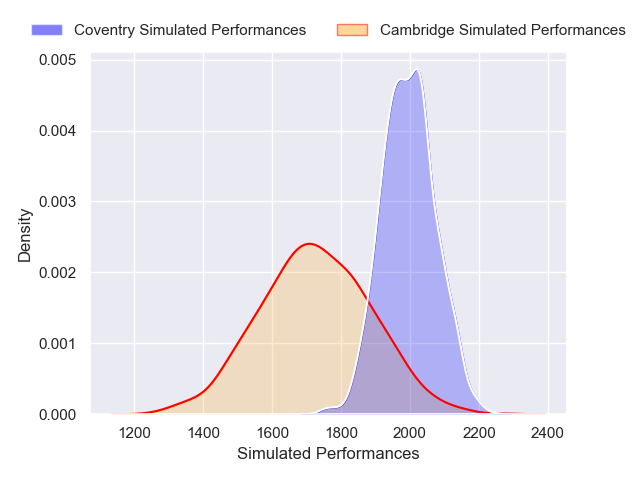 Coventry Simulated Performances Cambridge Simulated Performances
0.005
0.004
0.003
0.002
0.001
0.000
Density
1200 1400 1600 1800 2000 2200 2400
Simulated Performances